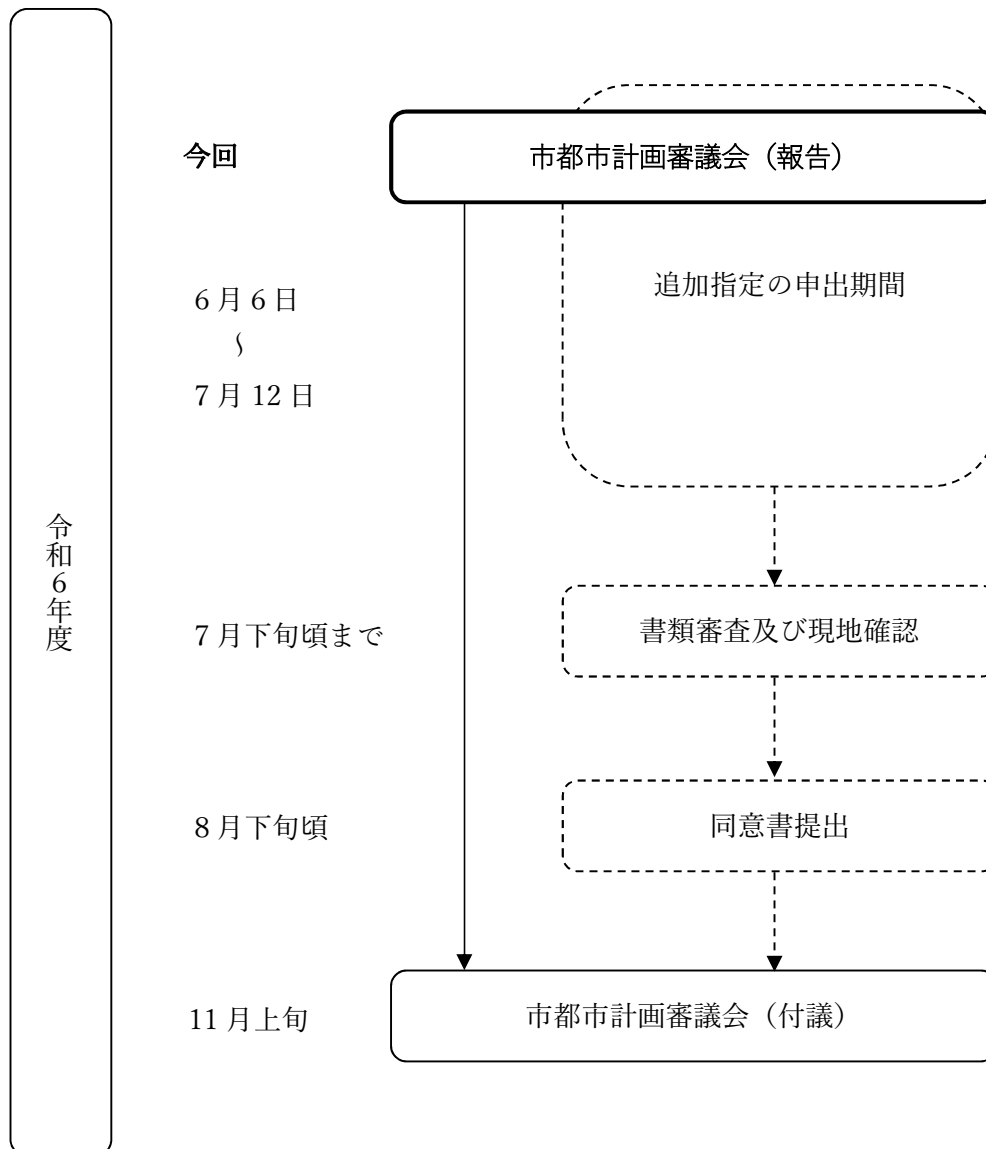 令和6年度
今回
市都市計画審議会（報告）
追加指定の申出期間
6月6日
～
7月12日
7月下旬頃まで
書類審査及び現地確認
8月下旬頃
同意書提出
11月上旬
市都市計画審議会（付議）